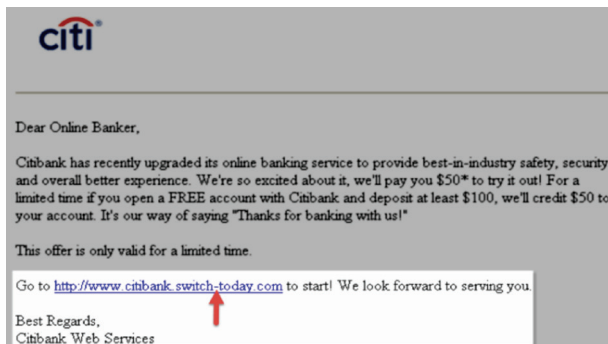 citi
Dear Online Banker,
Citibank has recently upgraded its online banking service to provide best-in-industry safety, security
and overall better experience. We're so excited about it, we'll pay you $50* to try it out! For a
limited time if you open a FREE account with Citibank and deposit at least $100, we'll credit $50 to
your account. It's our way of saying "Thanks for banking with us!"
This offer is only valid for a limited time.
Go to http://www.citibank.switch-today.com to start! We look forward to serving you.
Best Regards,
Citibank Web Services